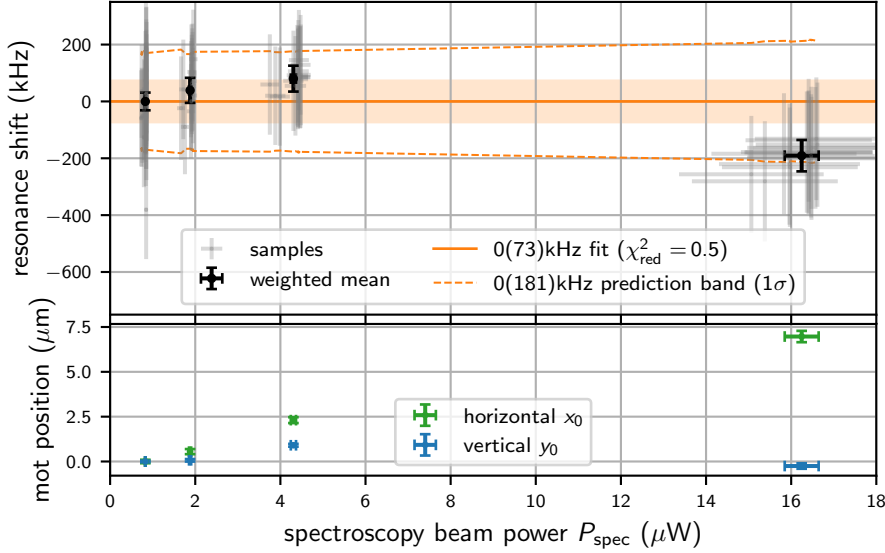 200
0
−200
−400
−600
resonance shift (kHz)
samples
weighted mean
0(73)kHz fit (χ²red = 0.5)
0(181)kHz prediction band (1σ)
7.5
5.0
2.5
0.0
mot position (μm)
horizontal x₀
vertical y₀
0 2 4 6 8 10 12 14 16 18
spectroscopy beam power Pspec (μW)